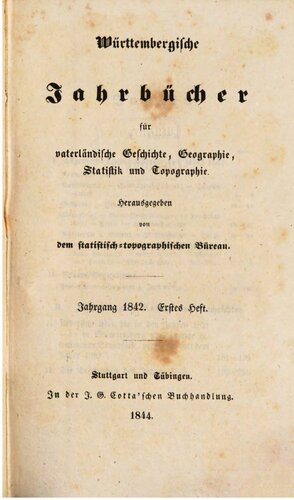 Württembergische
Jahrbücher
für
vaterländische Geschichte, Geographie,
Statistik und Topographie.
Herausgegeben
von
dem statistisch-topographischen Büreau.
Jahrgang 1842. Erstes Heft.
Stuttgart und Tübingen.
In der J. G. Cotta'schen Buchhandlung.
1844.